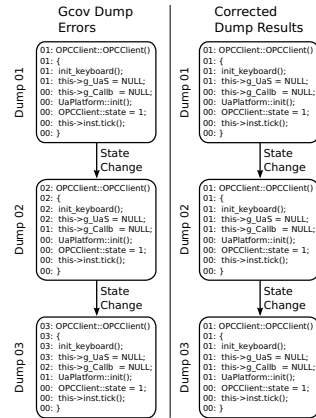 Gcov Dump
Errors
Dump 01
01: OPCClient::OPCClient()
01: {
01: init_keyboard();
01: this->g_UaS = NULL;
00: this->g_Callb = NULL;
00: UaPlatform::init();
00: OPCClient::state = 1;
00: this->inst.tick();
00: }
State
Change
Dump 02
02: OPCClient::OPCClient()
02: {
02: init_keyboard();
02: this->g_UaS = NULL;
01: this->g_Callb = NULL;
00: UaPlatform::init();
00: OPCClient::state = 1;
00: this->inst.tick();
00: }
State
Change
Dump 03
03: OPCClient::OPCClient()
03: {
03: init_keyboard();
03: this->g_UaS = NULL;
02: this->g_Callb = NULL;
01: UaPlatform::init();
00: OPCClient::state = 1;
00: this->inst.tick();
00: }
Corrected
Dump Results
Dump 01
01: OPCClient::OPCClient()
01: {
01: init_keyboard();
01: this->g_UaS = NULL;
00: this->g_Callb = NULL;
00: UaPlatform::init();
00: OPCClient::state = 1;
00: this->inst.tick();
00: }
State
Change
Dump 02
01: OPCClient::OPCClient()
01: {
01: init_keyboard();
01: this->g_UaS = NULL;
01: this->g_Callb = NULL;
00: UaPlatform::init();
00: OPCClient::state = 1;
00: this->inst.tick();
00: }
State
Change
Dump 03
01: OPCClient::OPCClient()
01: {
01: init_keyboard();
01: this->g_UaS = NULL;
01: this->g_Callb = NULL;
01: UaPlatform::init();
00: OPCClient::state = 1;
00: this->inst.tick();
00: }